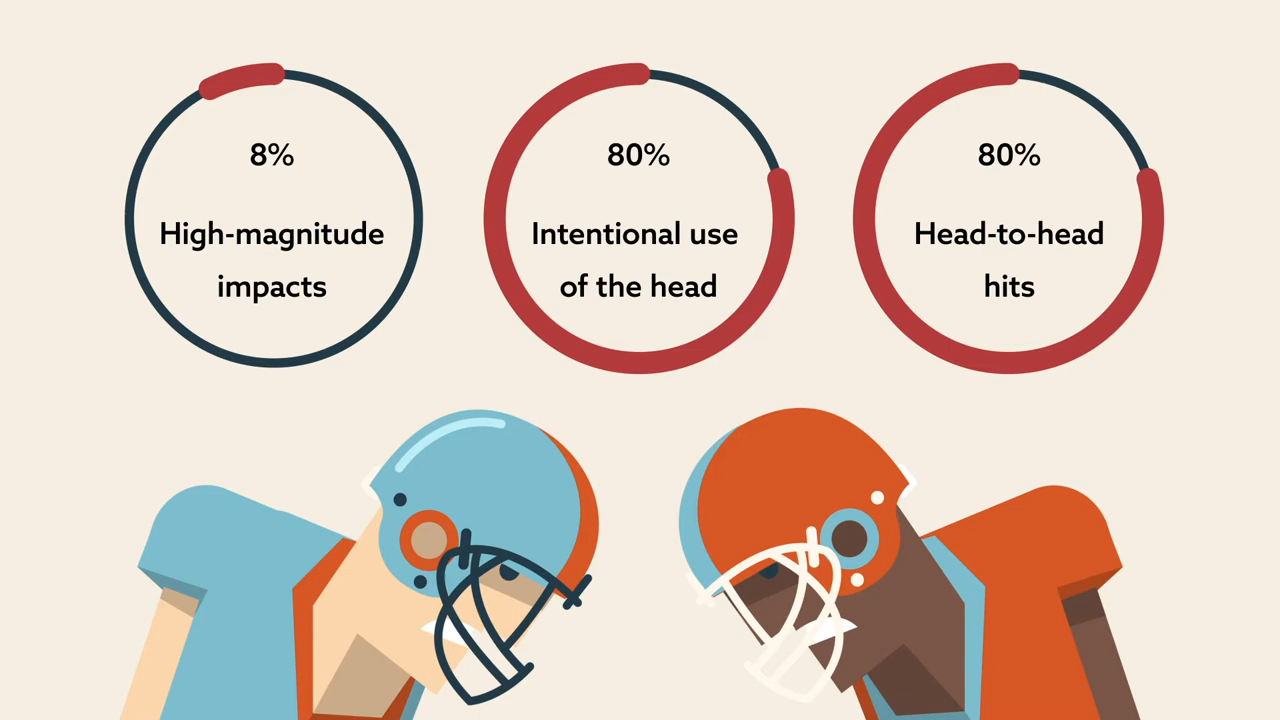 8%
High-magnitude
impacts
80%
Intentional use
of the head
80%
Head-to-head
hits